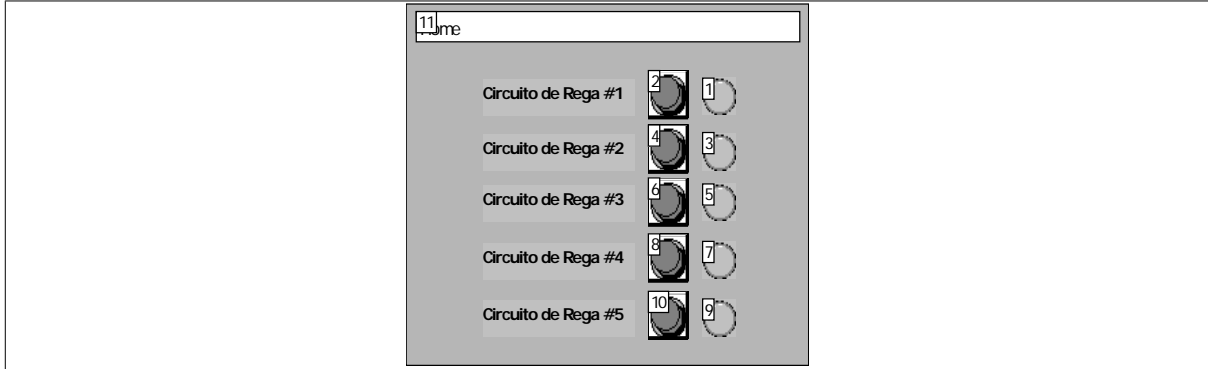 11
Home
Circuito de Rega #1 2 1
Circuito de Rega #2 4 3
Circuito de Rega #3 6 5
Circuito de Rega #4 8 7
Circuito de Rega #5 10 9